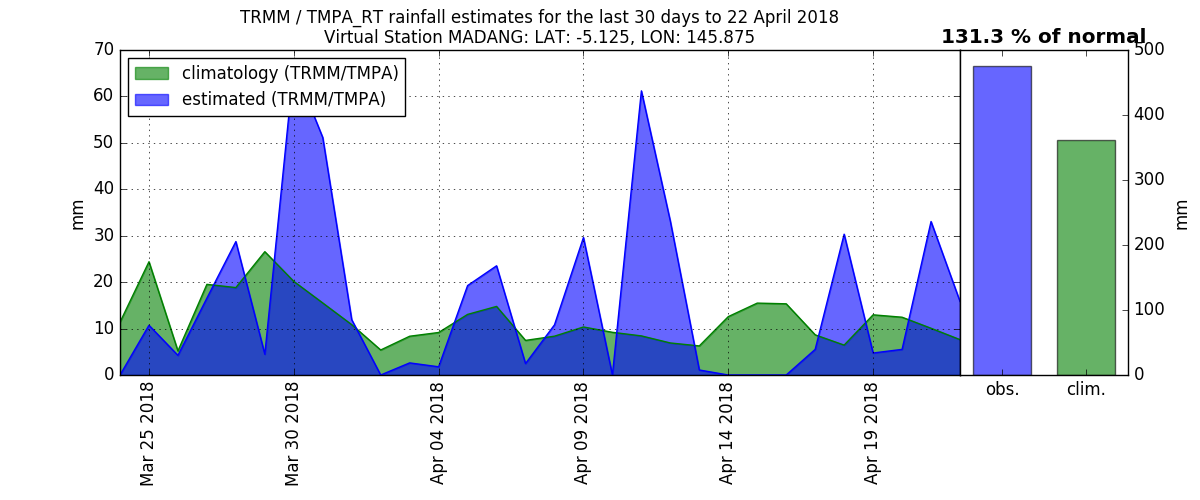 TRMM / TMPA_RT rainfall estimates for the last 30 days to 22 April 2018
Virtual Station MADANG: LAT: -5.125, LON: 145.875
131.3 % of normal
climatology (TRMM/TMPA)
estimated (TRMM/TMPA)
70
60
50
40
30
20
10
0
mm
500
400
300
200
100
0
mm
Mar 25 2018
Mar 30 2018
Apr 04 2018
Apr 09 2018
Apr 14 2018
Apr 19 2018
obs.
clim.